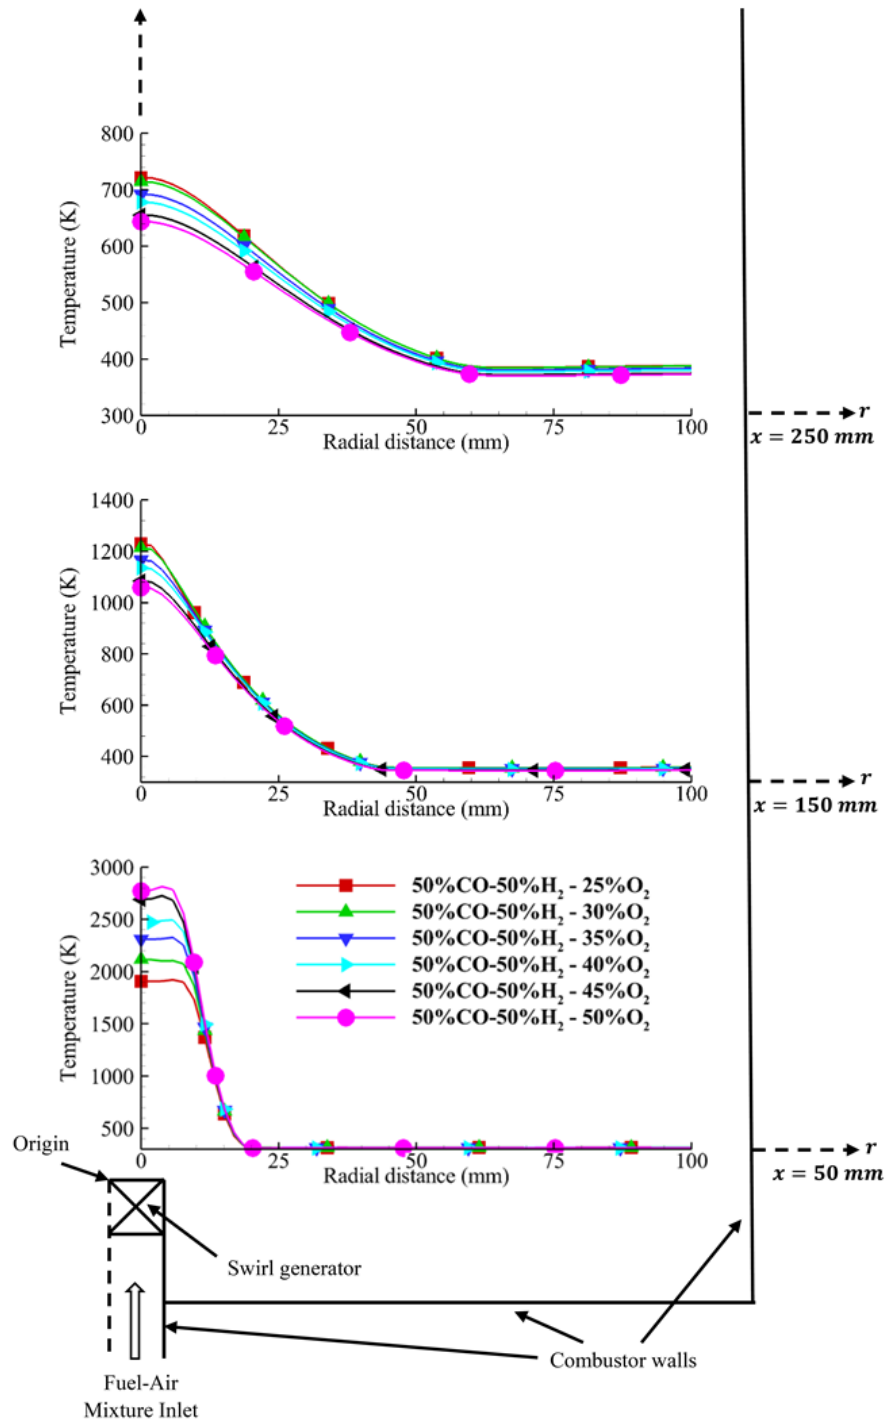 800
700
600
500
400
300
Temperature (K)
0
25
50
75
100
Radial distance (mm)
r
x = 250 mm
1400
1200
1000
800
600
400
Temperature (K)
0
25
50
75
100
Radial distance (mm)
r
x = 150 mm
3000
2500
2000
1500
1000
500
Temperature (K)
50%CO-50%H₂ - 25%O₂
50%CO-50%H₂ - 30%O₂
50%CO-50%H₂ - 35%O₂
50%CO-50%H₂ - 40%O₂
50%CO-50%H₂ - 45%O₂
50%CO-50%H₂ - 50%O₂
0
25
50
75
100
Radial distance (mm)
r
x = 50 mm
Origin
Swirl generator
Combustor walls
Fuel-Air
Mixture Inlet